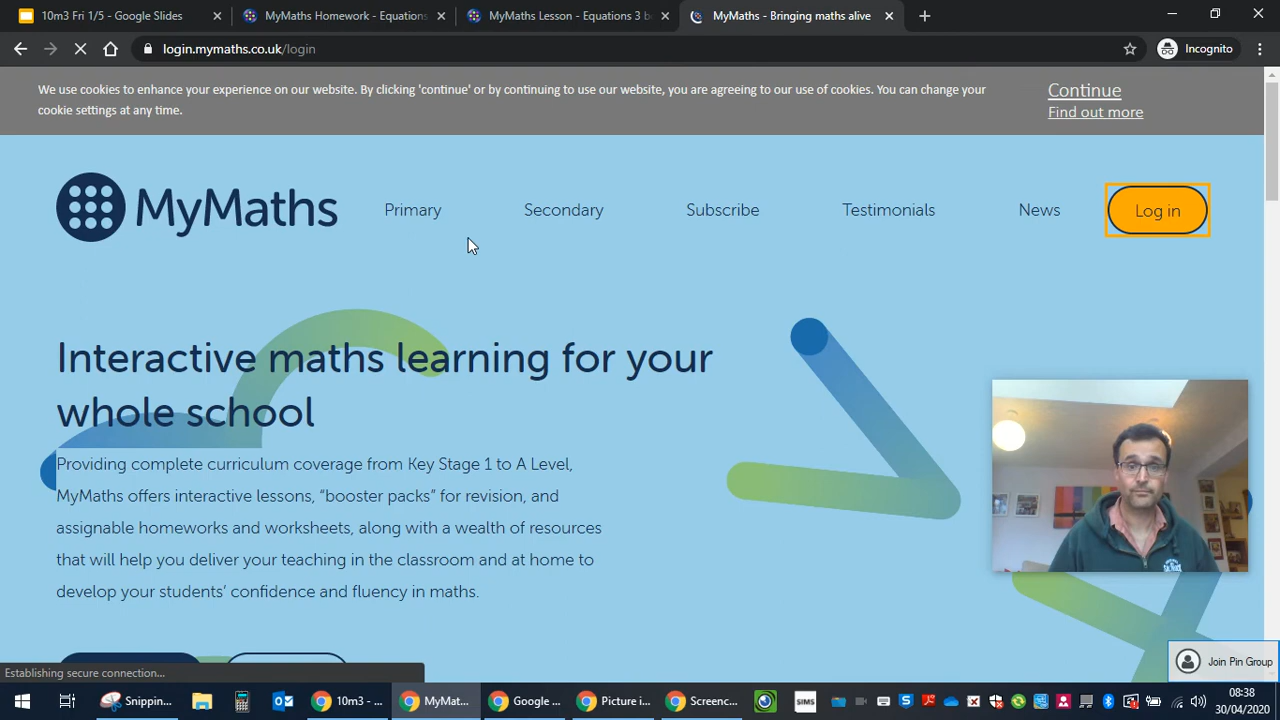 10m3 Fri 1/5 - Google Slides
MyMaths Homework - Equations
MyMaths Lesson - Equations 3 b
MyMaths - Bringing maths alive
login.mymaths.co.uk/login
Incognito
We use cookies to enhance your experience on our website. By clicking 'continue' or by continuing to use our website, you are agreeing to our use of cookies. You can change your
cookie settings at any time.
Continue
Find out more
MyMaths
Primary
Secondary
Subscribe
Testimonials
News
Log in
Interactive maths learning for your
whole school
Providing complete curriculum coverage from Key Stage 1 to A Level,
MyMaths offers interactive lessons, “booster packs” for revision, and
assignable homeworks and worksheets, along with a wealth of resources
that will help you deliver your teaching in the classroom and at home to
develop your students’ confidence and fluency in maths.
Establishing secure connection...
Join Pin Group
Snippin...
10m3 - ...
MyMat...
Google ...
Picture i...
Screenc...
SIMS
08:38
30/04/2020